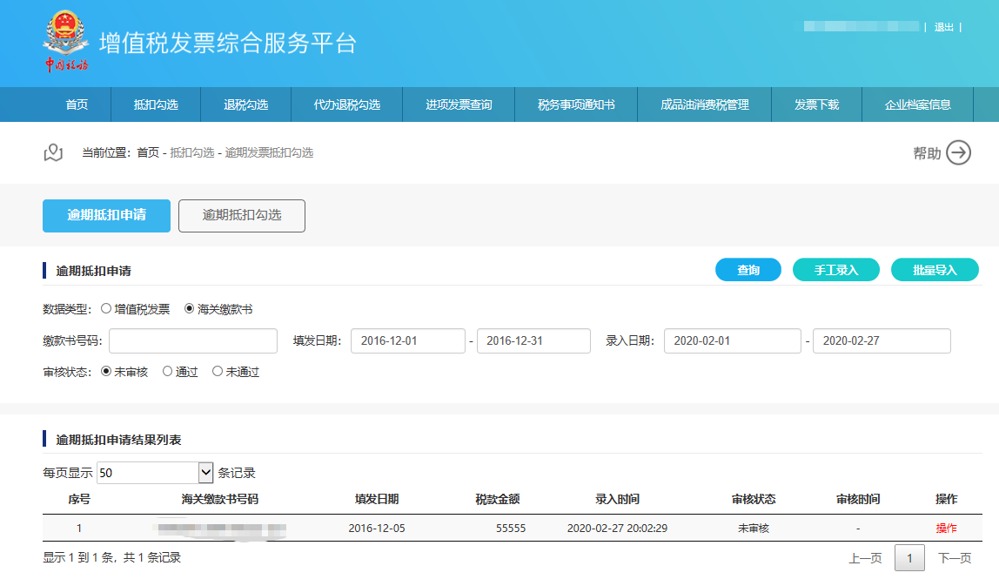 中国税务
增值税发票综合服务平台
| 退出 |
首页 抵扣勾选 退税勾选 代办退税勾选 进项发票查询 税务事项通知书 成品油消费税管理 发票下载 企业档案信息
当前位置：首页 - 抵扣勾选 - 逾期发票抵扣勾选 帮助
逾期抵扣申请 逾期抵扣勾选
逾期抵扣申请 查询 手工录入 批量导入
数据类型： 增值税发票 海关缴款书
缴款书号码： 填发日期： 2016-12-01 - 2016-12-31 录入日期： 2020-02-01 - 2020-02-27
审核状态： 未审核 通过 未通过
逾期抵扣申请结果列表
每页显示 50 条记录
序号 海关缴款书号码 填发日期 税款金额 录入时间 审核状态 审核时间 操作
1 2016-12-05 55555 2020-02-27 20:02:29 未审核 - 操作
显示 1 到 1 条，共 1 条记录 上一页 1 下一页